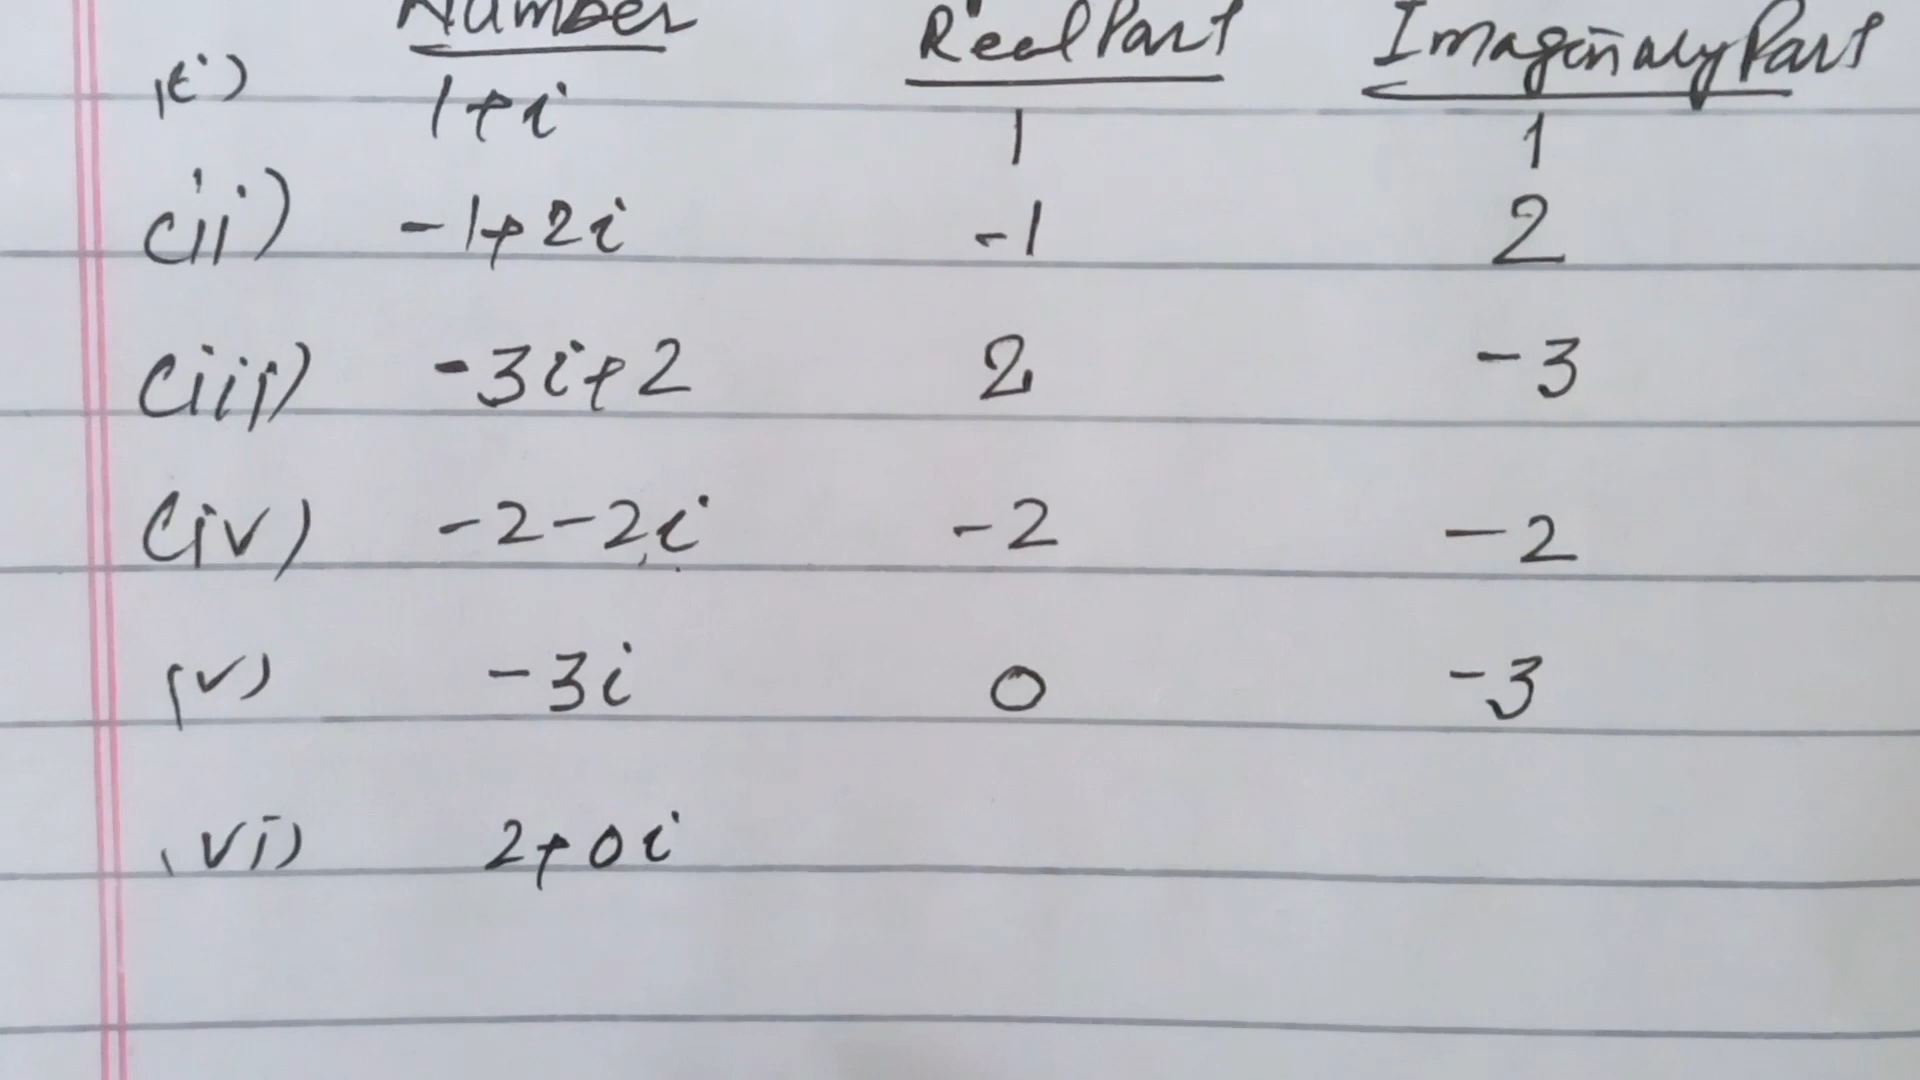 Number Real Part Imaginary Part
(i) 1+i 1 1
(ii) -1+2i -1 2
(iii) -3i+2 2 -3
(iv) -2-2i -2 -2
(v) -3i 0 -3
(vi) 2+0i